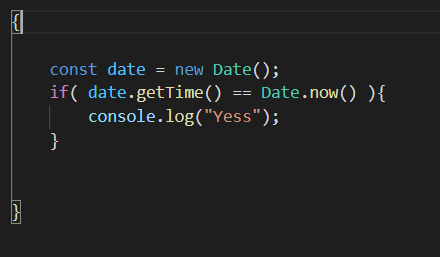 {
const date = new Date();
if( date.getTime() == Date.now() ){
console.log("Yess");
}
}